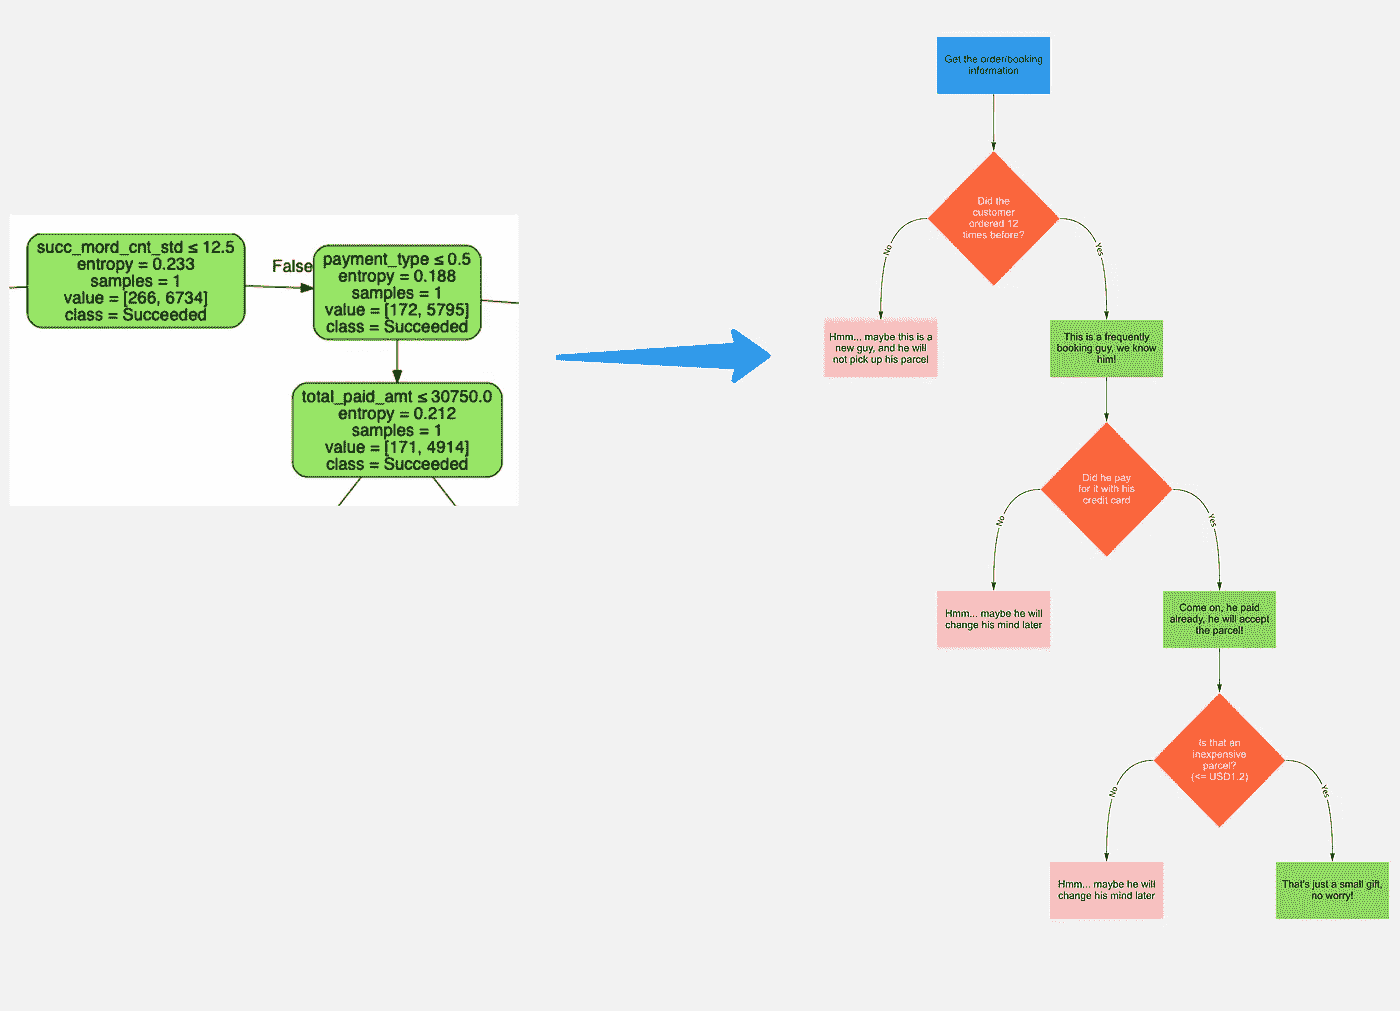 succ_mord_cnt_std ≤ 12.5
entropy = 0.233
samples = 1
value = [266, 6734]
class = Succeeded
False
payment_type ≤ 0.5
entropy = 0.188
samples = 1
value = [172, 5795]
class = Succeeded
total_paid_amt ≤ 30750.0
entropy = 0.212
samples = 1
value = [171, 4914]
class = Succeeded
Get the order/booking
information
Did the
customer
ordered 12
times before?
No
Yes
Hmm... maybe this is a
new guy, and he will
not pick up his parcel
This is a frequently
booking guy, we know
him!
Did he pay
for it with his
credit card
No
Yes
Hmm... maybe he will
change his mind later
Come on, he paid
already, he will accept
the parcel!
Is that an
inexpensive
parcel?
(<= USD1.2)
No
Yes
Hmm... maybe he will
change his mind later
That's just a small gift,
no worry!